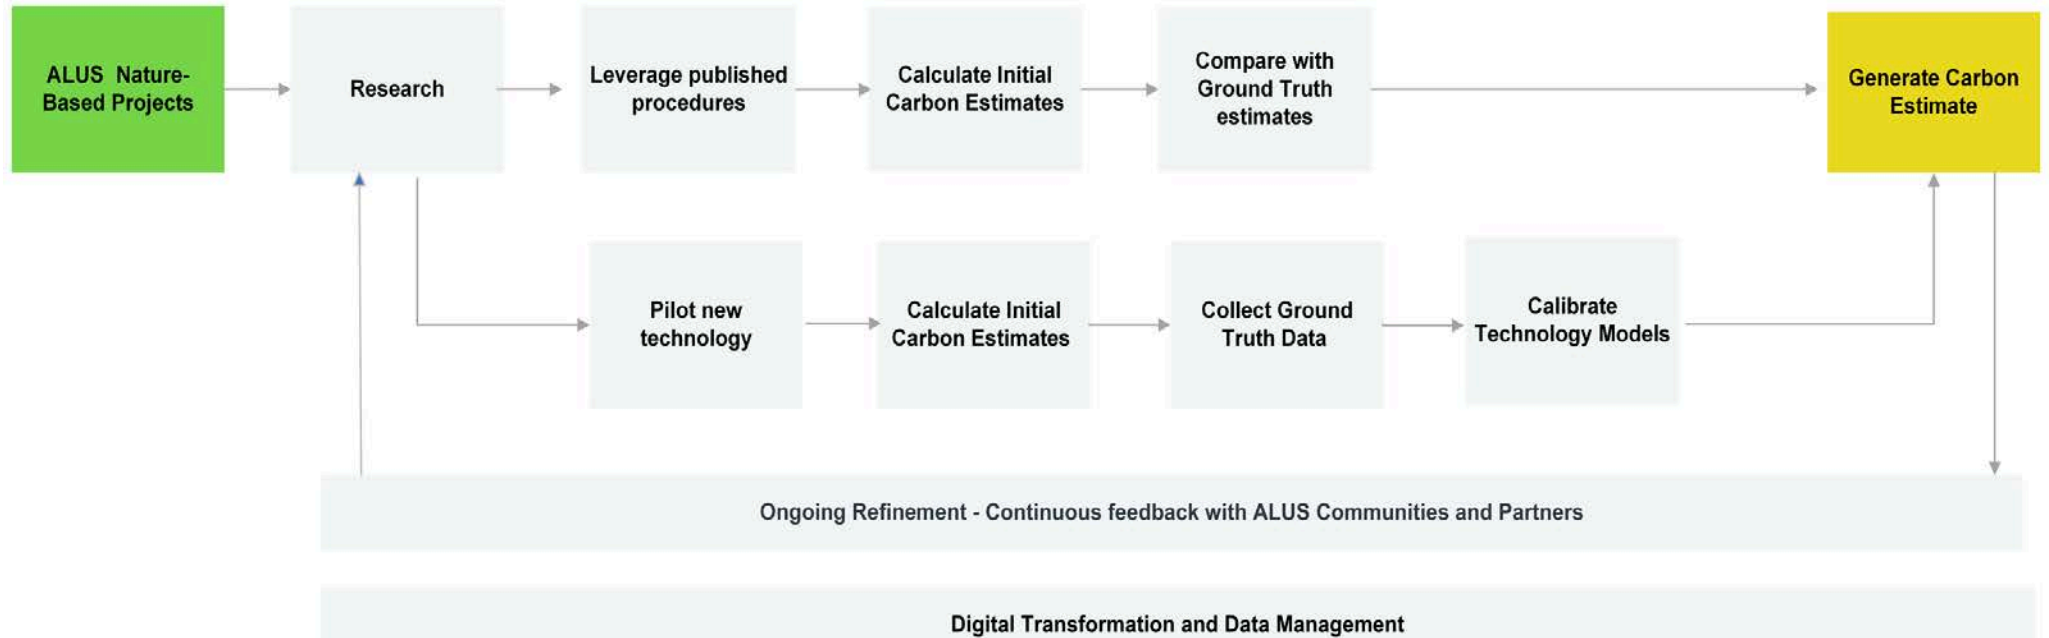 ALUS Nature-
Based Projects
Research
Leverage published
procedures
Calculate Initial
Carbon Estimates
Compare with
Ground Truth
estimates
Generate Carbon
Estimate
Pilot new
technology
Calculate Initial
Carbon Estimates
Collect Ground
Truth Data
Calibrate
Technology Models
Ongoing Refinement - Continuous feedback with ALUS Communities and Partners
Digital Transformation and Data Management